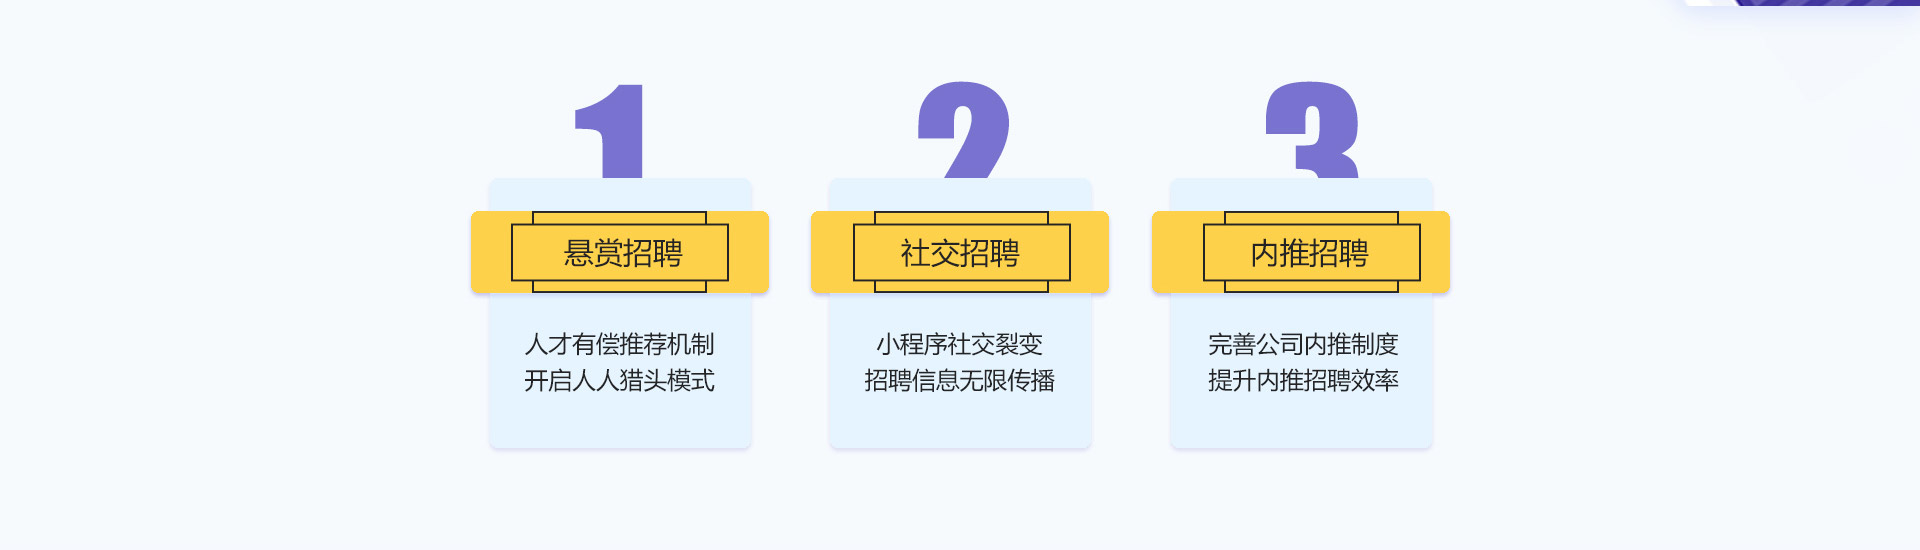 1
悬赏招聘
人才有偿推荐机制
开启人人猎头模式
2
社交招聘
小程序社交裂变
招聘信息无限传播
3
内推招聘
完善公司内推制度
提升内推招聘效率